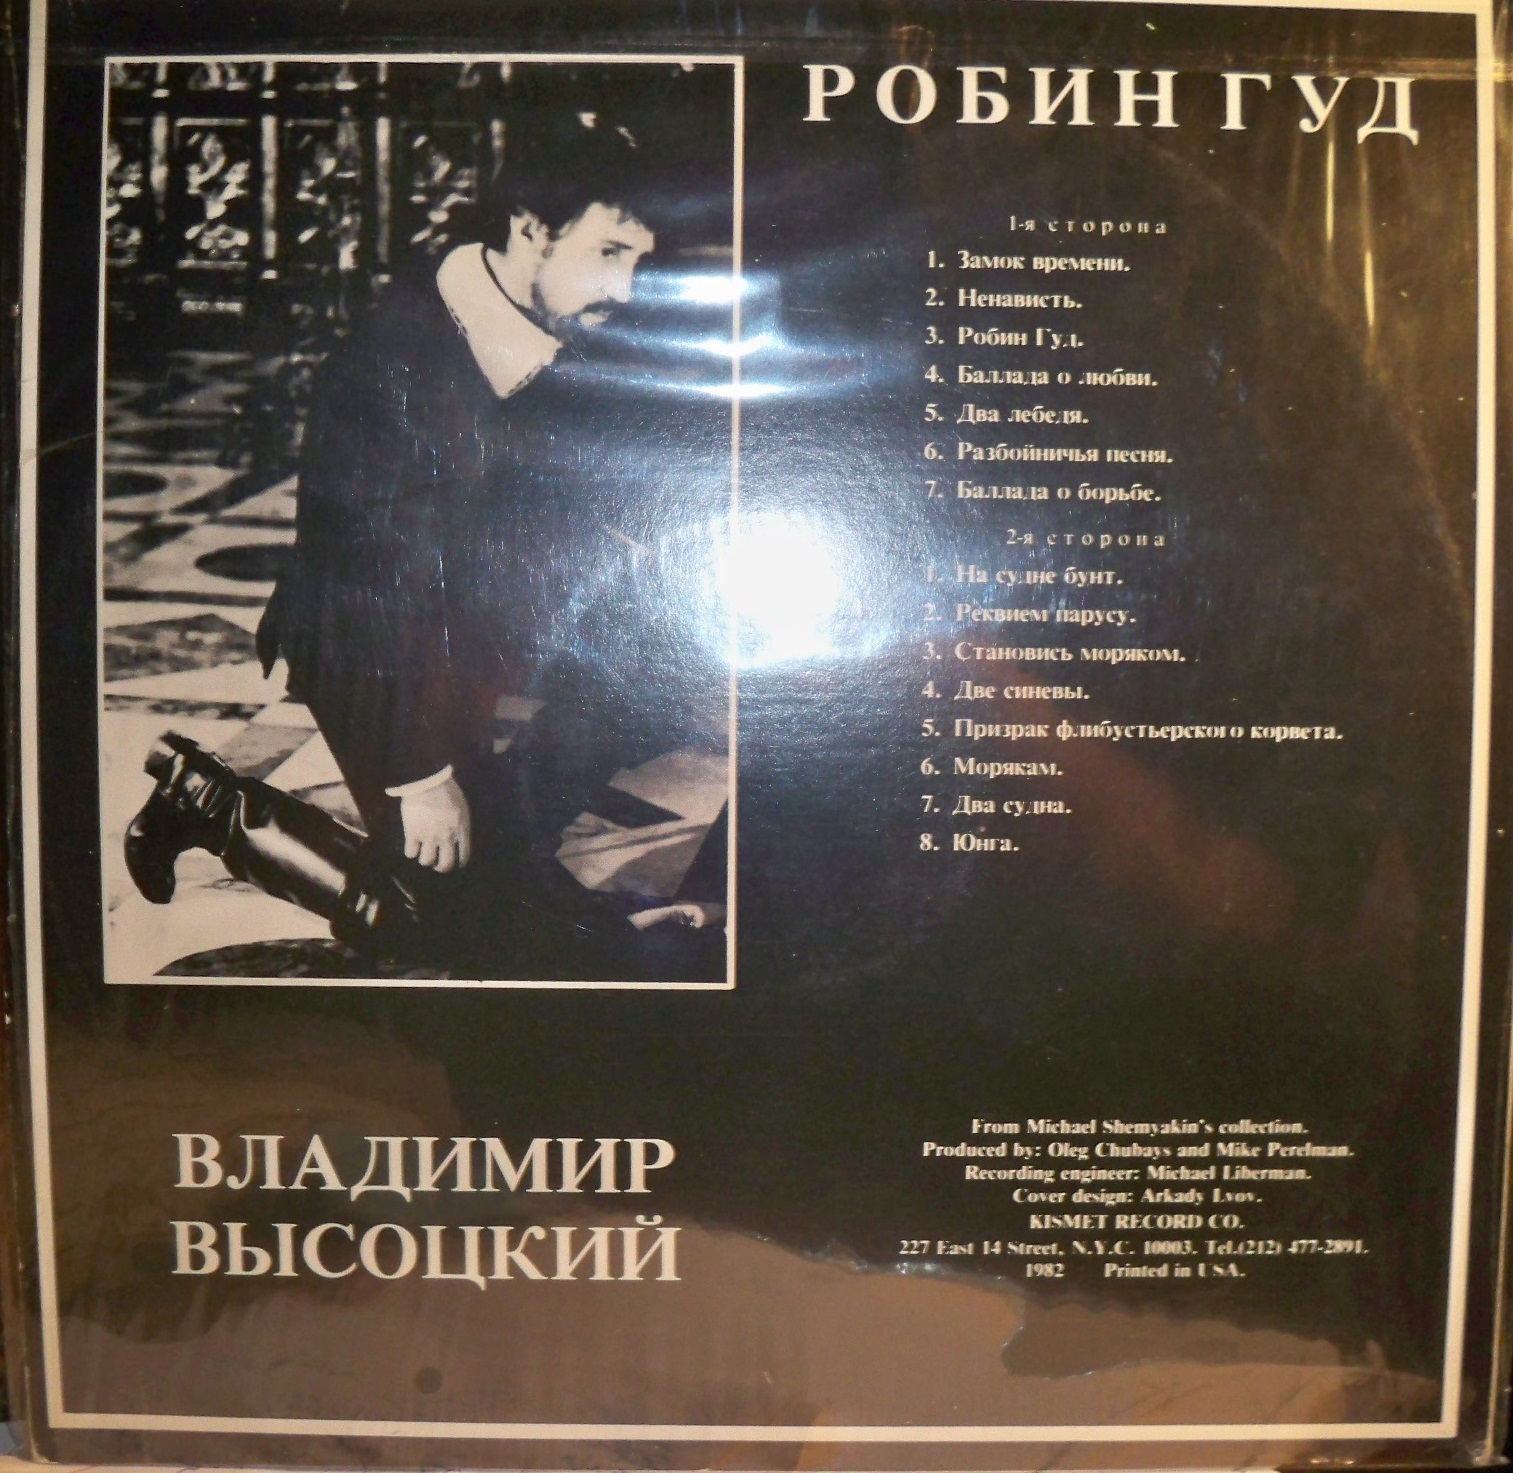 РОБИН ГУД
1-я сторона
1. Замок времени.
2. Ненависть.
3. Робин Гуд.
4. Баллада о любви.
5. Два лебедя.
6. Разбойничья песня.
7. Баллада о борьбе.
2-я сторона
1. На судне бунт.
2. Реквием парусу.
3. Становись моряком.
4. Две синевы.
5. Призрак флибустьерского корвета.
6. Морякам.
7. Два судна.
8. Юнга.
ВЛАДИМИР
ВЫСОЦКИЙ
From Michael Shemyakin's collection.
Produced by: Oleg Chubays and Mike Perelman.
Recording engineer: Michael Liberman.
Cover design: Arkady Lvov.
KISMET RECORD CO.
227 East 14 Street, N.Y.C. 10003. Tel.(212) 477-2891.
1982 Printed in USA.